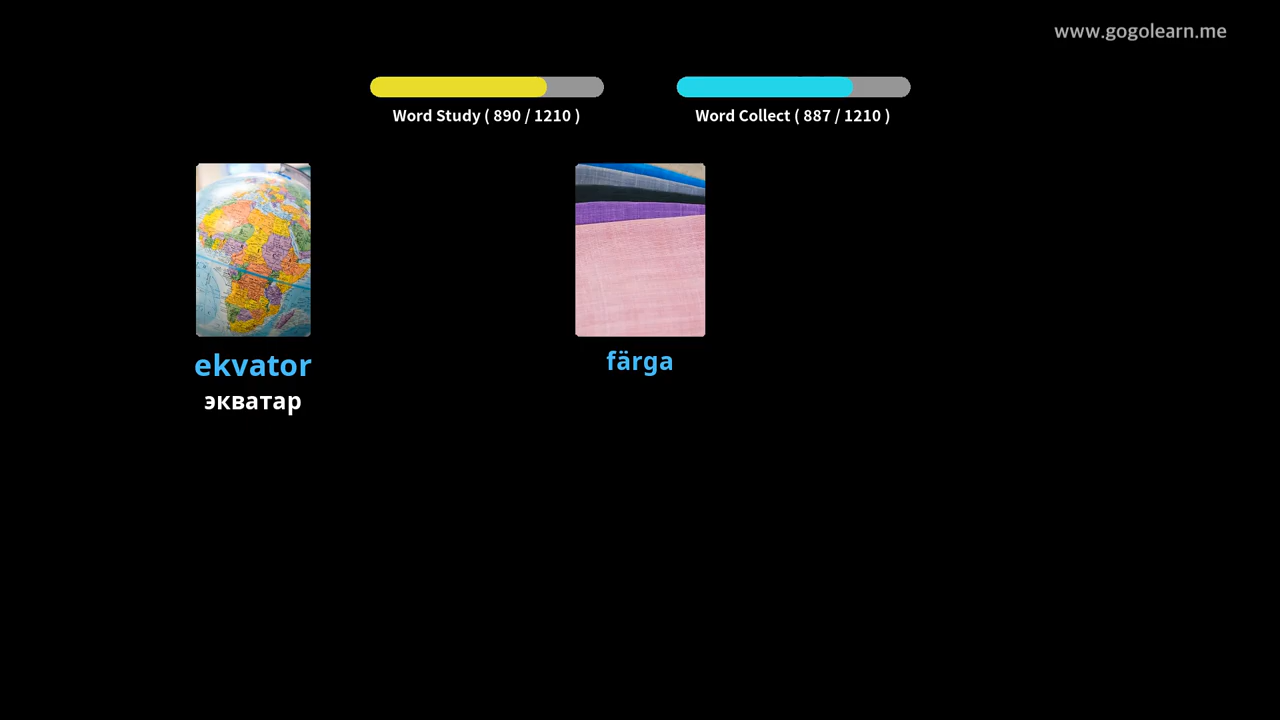 www.gogolearn.me
Word Study ( 890 / 1210 )
Word Collect ( 887 / 1210 )
ekvator
экватар
färga